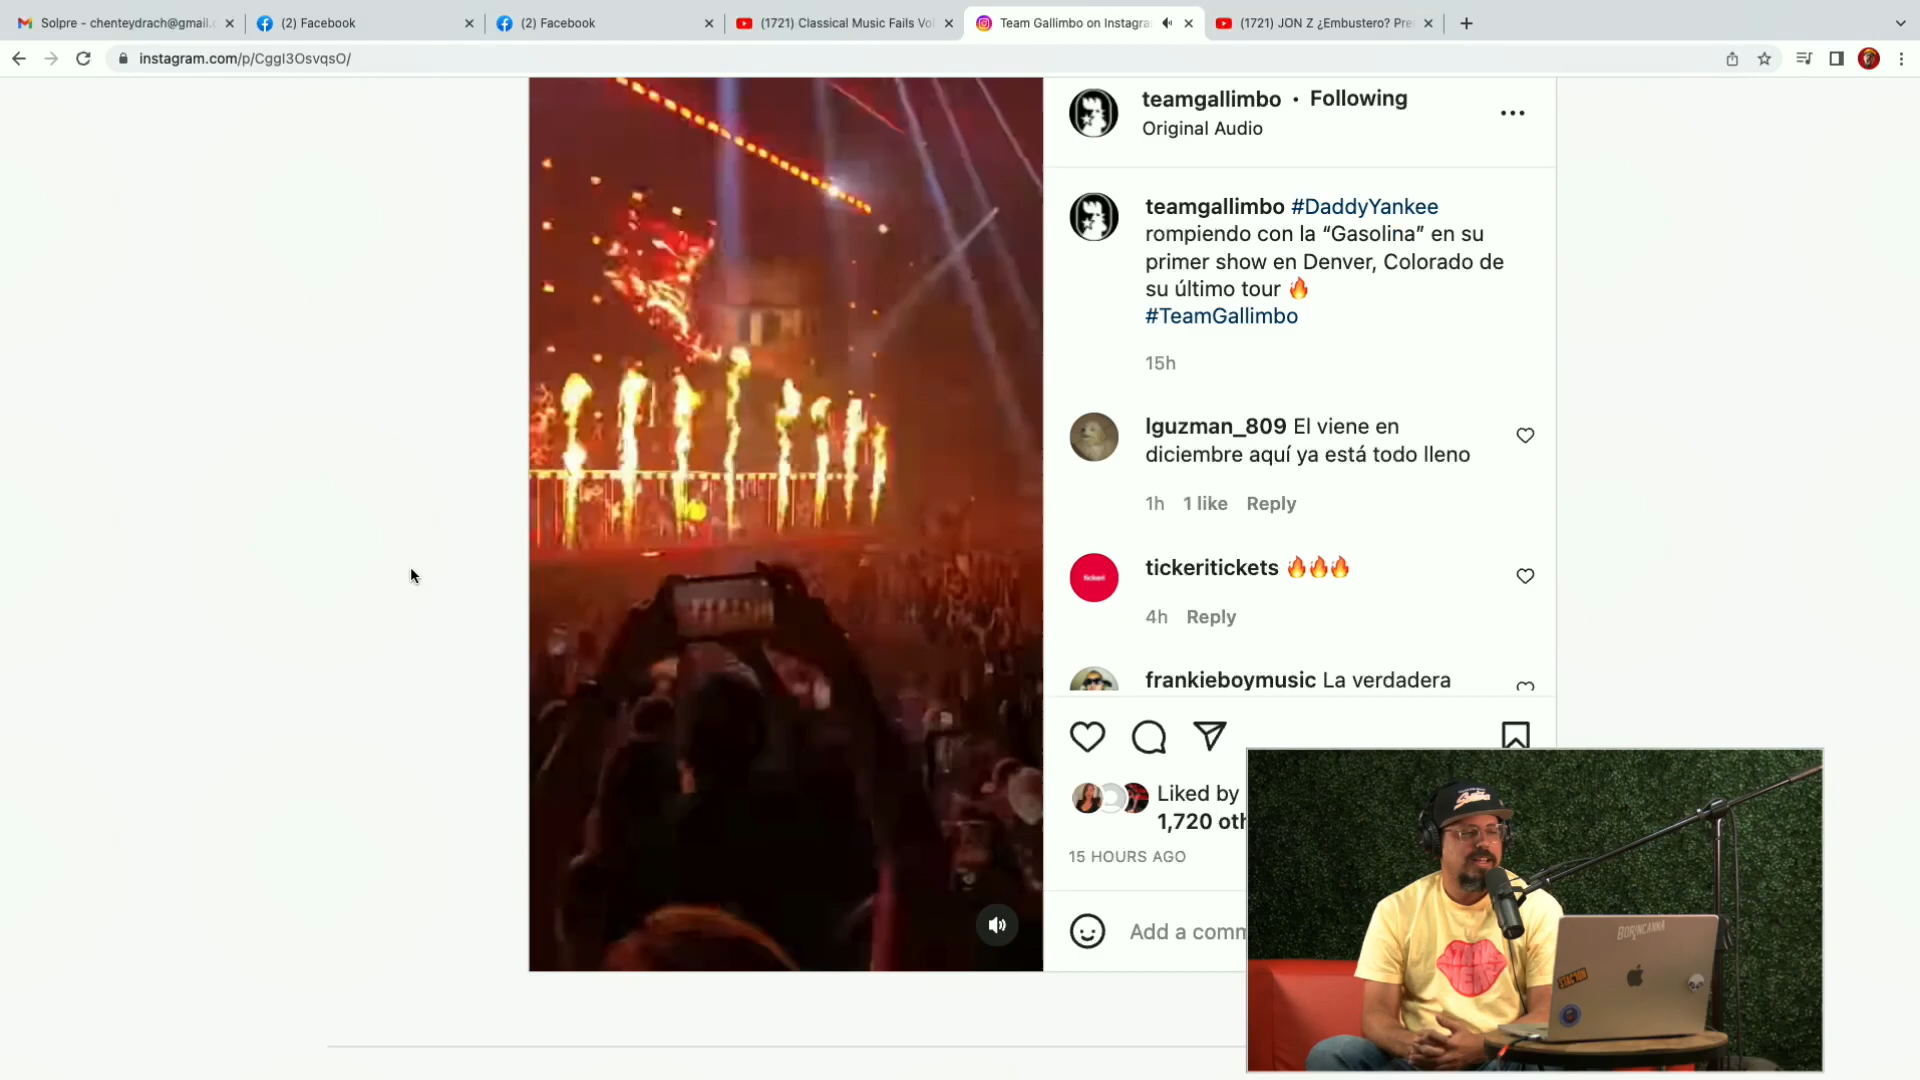 Solpre - chenteydrach@gmail.c
(2) Facebook
(2) Facebook
(1721) Classical Music Fails Vol
Team Gallimbo on Instagra
(1721) JON Z ¿Embustero? Pre
instagram.com/p/CggI3OsvqsO/
teamgallimbo • Following
Original Audio
teamgallimbo #DaddyYankee
rompiendo con la “Gasolina” en su
primer show en Denver, Colorado de
su último tour 🔥
#TeamGallimbo
15h
lguzman_809 El viene en
diciembre aquí ya está todo lleno
1h 1 like Reply
tickeri
tickeritickets 🔥🔥🔥
4h Reply
frankieboymusic La verdadera
Liked by
1,720 oth
15 HOURS AGO
Add a comm
BORINCANNA